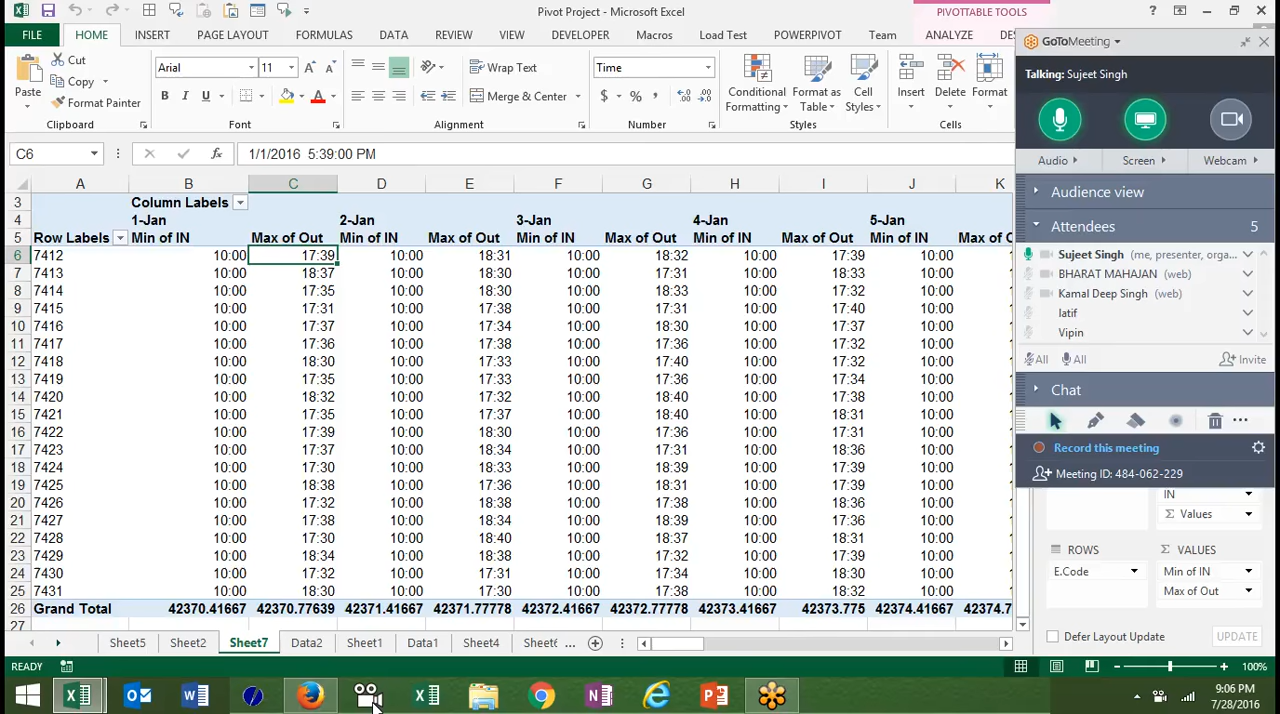 Pivot Project - Microsoft Excel
PIVOTTABLE TOOLS
FILE HOME INSERT PAGE LAYOUT FORMULAS DATA REVIEW VIEW DEVELOPER Macros Load Test POWERPIVOT Team ANALYZE
Paste Cut Copy Format Painter
Arial 11
B I U
Wrap Text
Merge & Center
Time
$ % ,
Conditional Formatting
Format as Table
Cell Styles
Insert Delete Format
Clipboard Font Alignment Number Styles Cells
C6 fx 1/1/2016 5:39:00 PM
A B C D E F G H I J K
3 Column Labels
4 1-Jan 2-Jan 3-Jan 4-Jan 5-Jan
5 Row Labels Min of IN Max of Out Min of IN Max of Out Min of IN Max of Out Min of IN Max of Out Min of IN
6 7412 10:00 17:39 10:00 18:31 10:00 18:32 10:00 17:39 10:00
7 7413 10:00 18:37 10:00 18:36 10:00 17:31 10:00 18:33 10:00
8 7414 10:00 17:35 10:00 18:31 10:00 18:33 10:00 17:32 10:00
9 7415 10:00 17:31 10:00 17:38 10:00 17:31 10:00 17:40 10:00
10 7416 10:00 17:37 10:00 17:34 10:00 18:30 10:00 17:37 10:00
11 7417 10:00 17:36 10:00 17:38 10:00 17:36 10:00 17:32 10:00
12 7418 10:00 18:30 10:00 17:33 10:00 17:40 10:00 17:32 10:00
13 7419 10:00 17:35 10:00 17:33 10:00 17:36 10:00 17:34 10:00
14 7420 10:00 18:32 10:00 17:32 10:00 18:40 10:00 17:38 10:00
15 7421 10:00 17:35 10:00 17:37 10:00 18:40 10:00 18:31 10:00
16 7422 10:00 17:39 10:00 18:30 10:00 17:36 10:00 17:31 10:00
17 7423 10:00 17:37 10:00 18:34 10:00 17:31 10:00 18:36 10:00
18 7424 10:00 17:30 10:00 18:33 10:00 18:39 10:00 17:39 10:00
19 7425 10:00 18:38 10:00 17:36 10:00 18:31 10:00 17:31 10:00
20 7426 10:00 17:32 10:00 18:38 10:00 17:38 10:00 18:36 10:00
21 7427 10:00 17:38 10:00 18:34 10:00 18:39 10:00 17:36 10:00
22 7428 10:00 17:30 10:00 18:40 10:00 18:37 10:00 18:31 10:00
23 7429 10:00 18:34 10:00 18:38 10:00 17:32 10:00 17:39 10:00
24 7430 10:00 17:32 10:00 17:31 10:00 17:34 10:00 18:30 10:00
25 7431 10:00 18:30 10:00 17:30 10:00 17:38 10:00 18:32 10:00
26 Grand Total 42370.41667 42370.77639 42371.41667 42371.77778 42372.41667 42372.77778 42373.41667 42373.775 42374.41667 42374.7
27
Sheet5 Sheet2 Sheet7 Data2 Sheet1 Data1 Sheet4 Sheet6 ...
READY
100%
GoToMeeting
Talking: Sujeet Singh
Audio Screen Webcam
Audience view
Attendees 5
Sujeet Singh (me, presenter, orga...
BHARAT MAHAJAN (web)
Kamal Deep Singh (web)
latif
Vipin
All All Invite
Chat
Record this meeting
Meeting ID: 484-062-229
IN
Σ Values
ROWS Σ VALUES
E.Code Min of IN
Max of Out
Defer Layout Update UPDATE
9:06 PM
7/28/2016